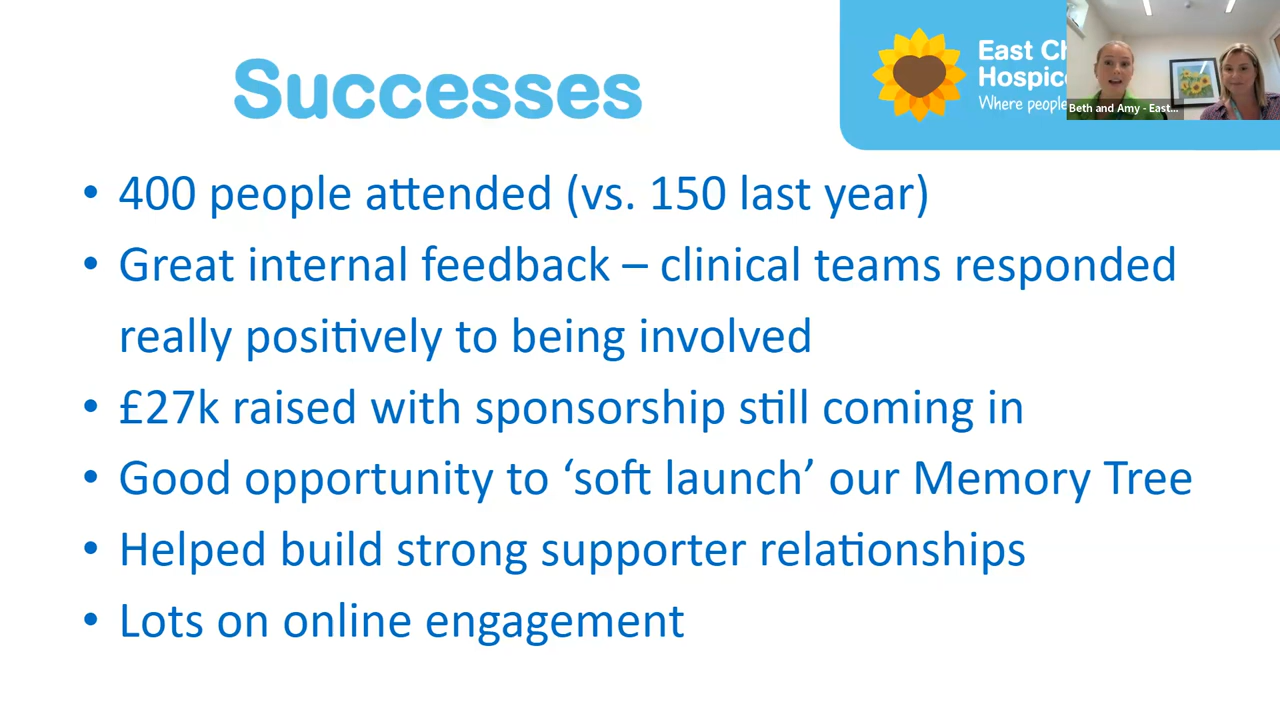 Successes
East
Hospice
Where people
Beth and Amy - East...
• 400 people attended (vs. 150 last year)
• Great internal feedback – clinical teams responded
really positively to being involved
• £27k raised with sponsorship still coming in
• Good opportunity to ‘soft launch’ our Memory Tree
• Helped build strong supporter relationships
• Lots on online engagement